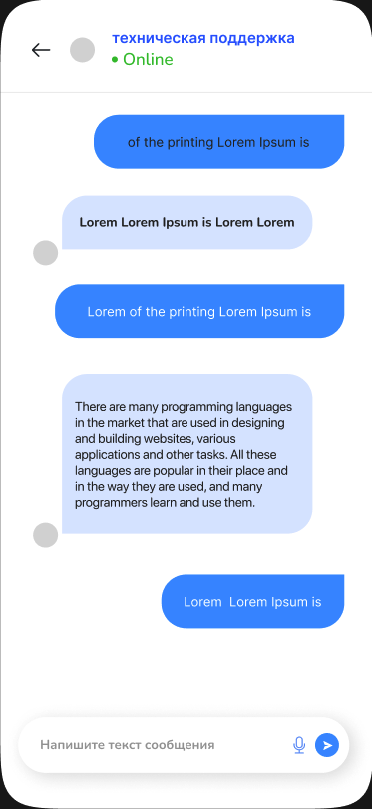 техническая поддержка
Online
of the printing Lorem Ipsum is
Lorem Lorem Ipsum is Lorem Lorem
Lorem of the printing Lorem Ipsum is
There are many programming languages
in the market that are used in designing
and building websites, various
applications and other tasks. All these
languages are popular in their place and
in the way they are used, and many
programmers learn and use them.
Lorem Lorem Ipsum is
Напишите текст сообщения